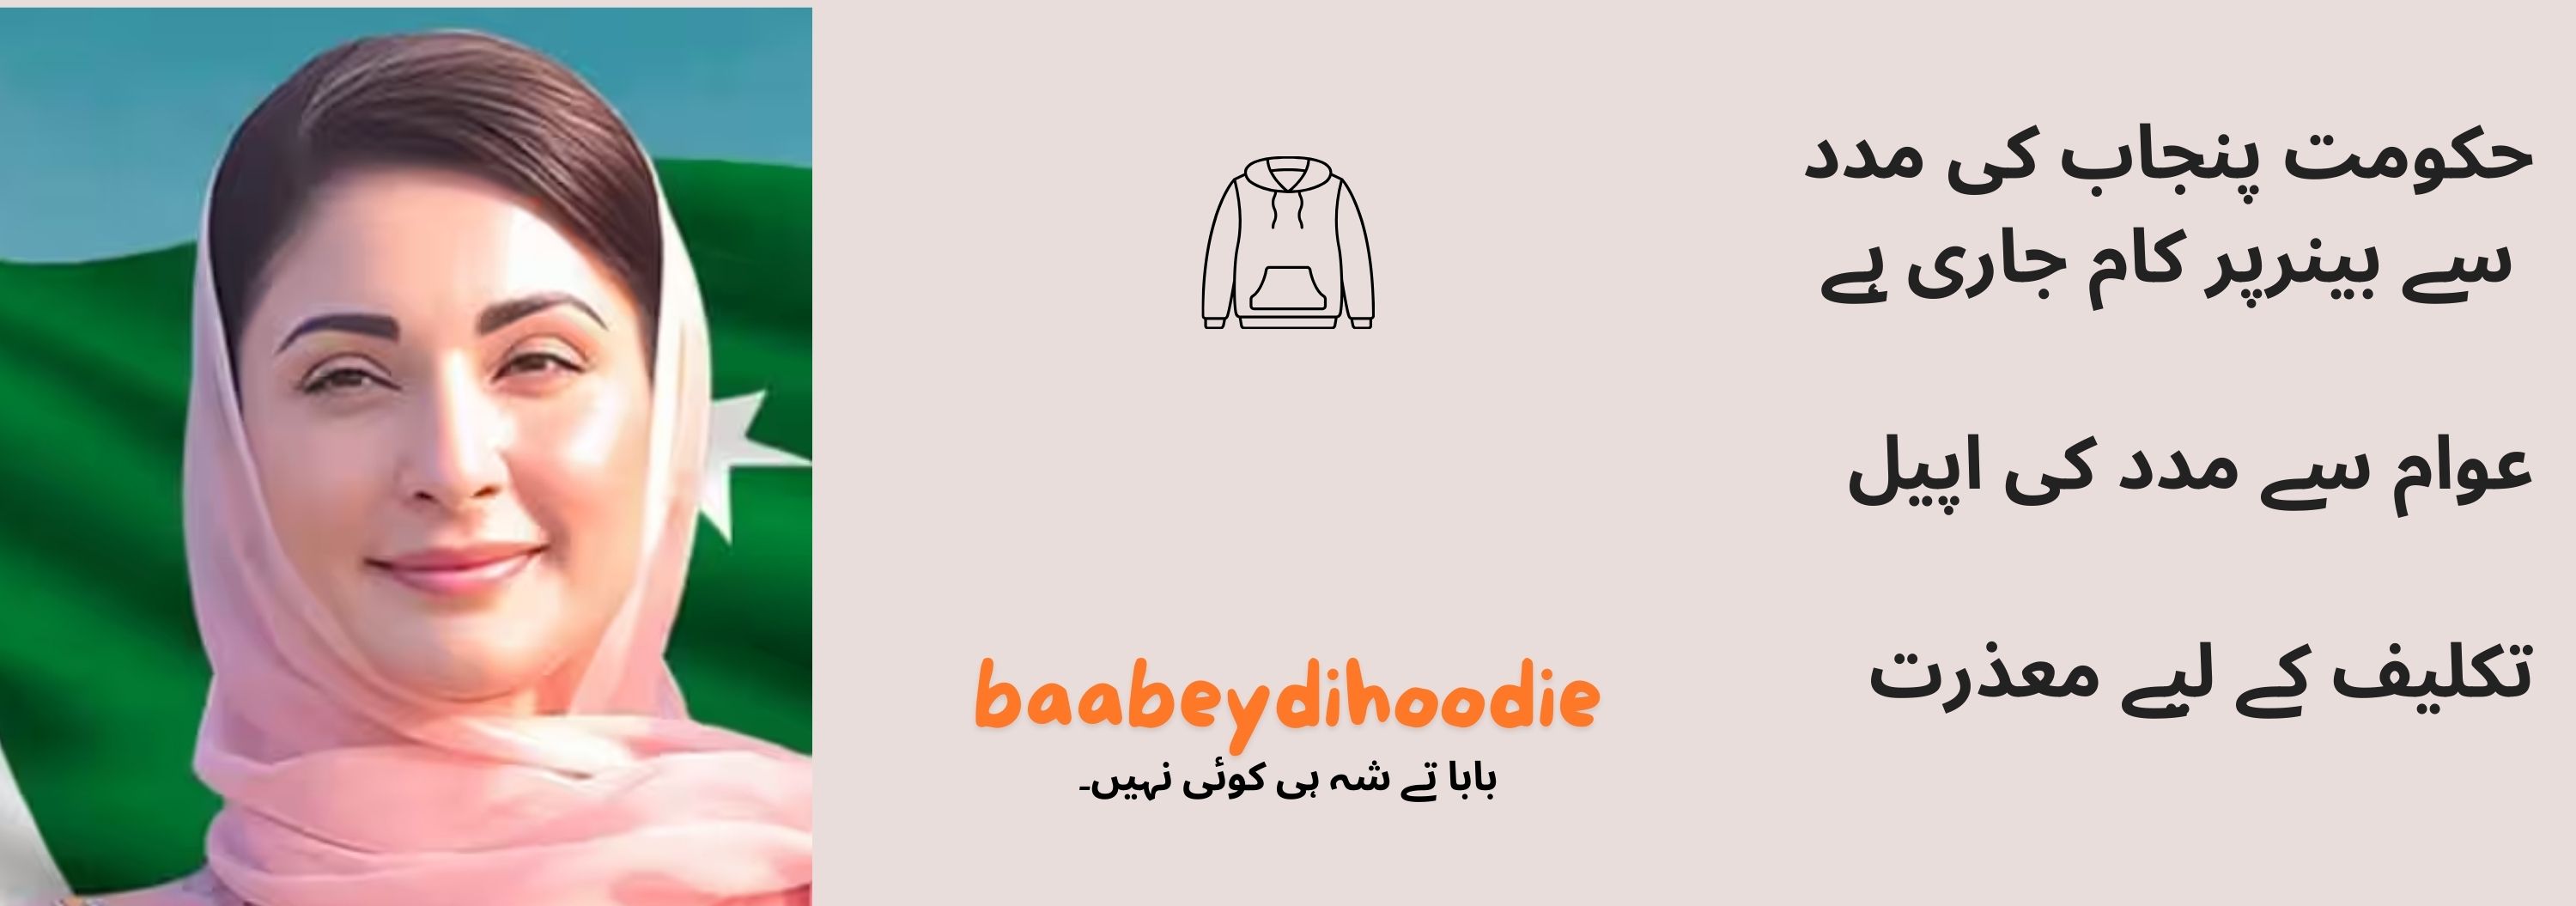 حکومت پنجاب کی مدد
سے بینرپر کام جاری ہے
عوام سے مدد کی اپیل
تکلیف کے لیے معذرت
baabeydihoodie
بابا تے شہ ہی کوئی نہیں۔